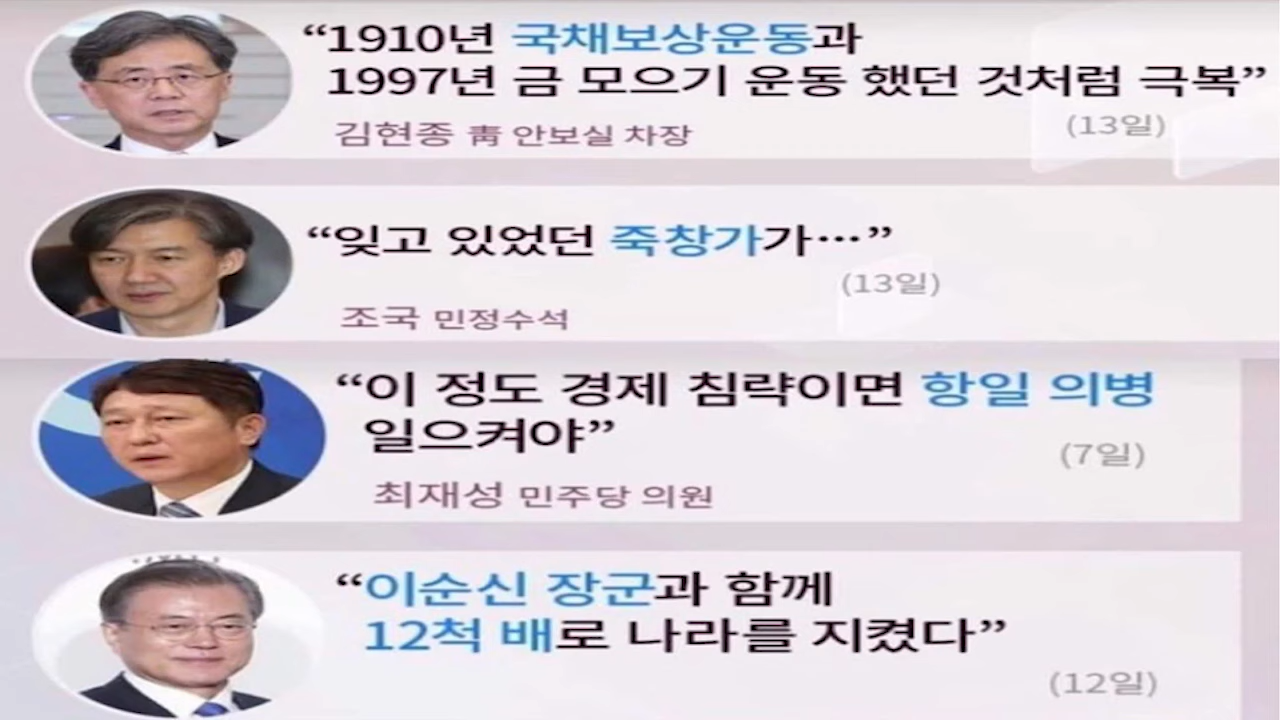 “1910년 국채보상운동과
1997년 금 모으기 운동 했던 것처럼 극복”
(13일)
김현종 靑 안보실 차장
“잊고 있었던 죽창가가…”
(13일)
조국 민정수석
“이 정도 경제 침략이면 항일 의병
일으켜야”
(7일)
최재성 민주당 의원
“이순신 장군과 함께
12척 배로 나라를 지켰다”
(12일)